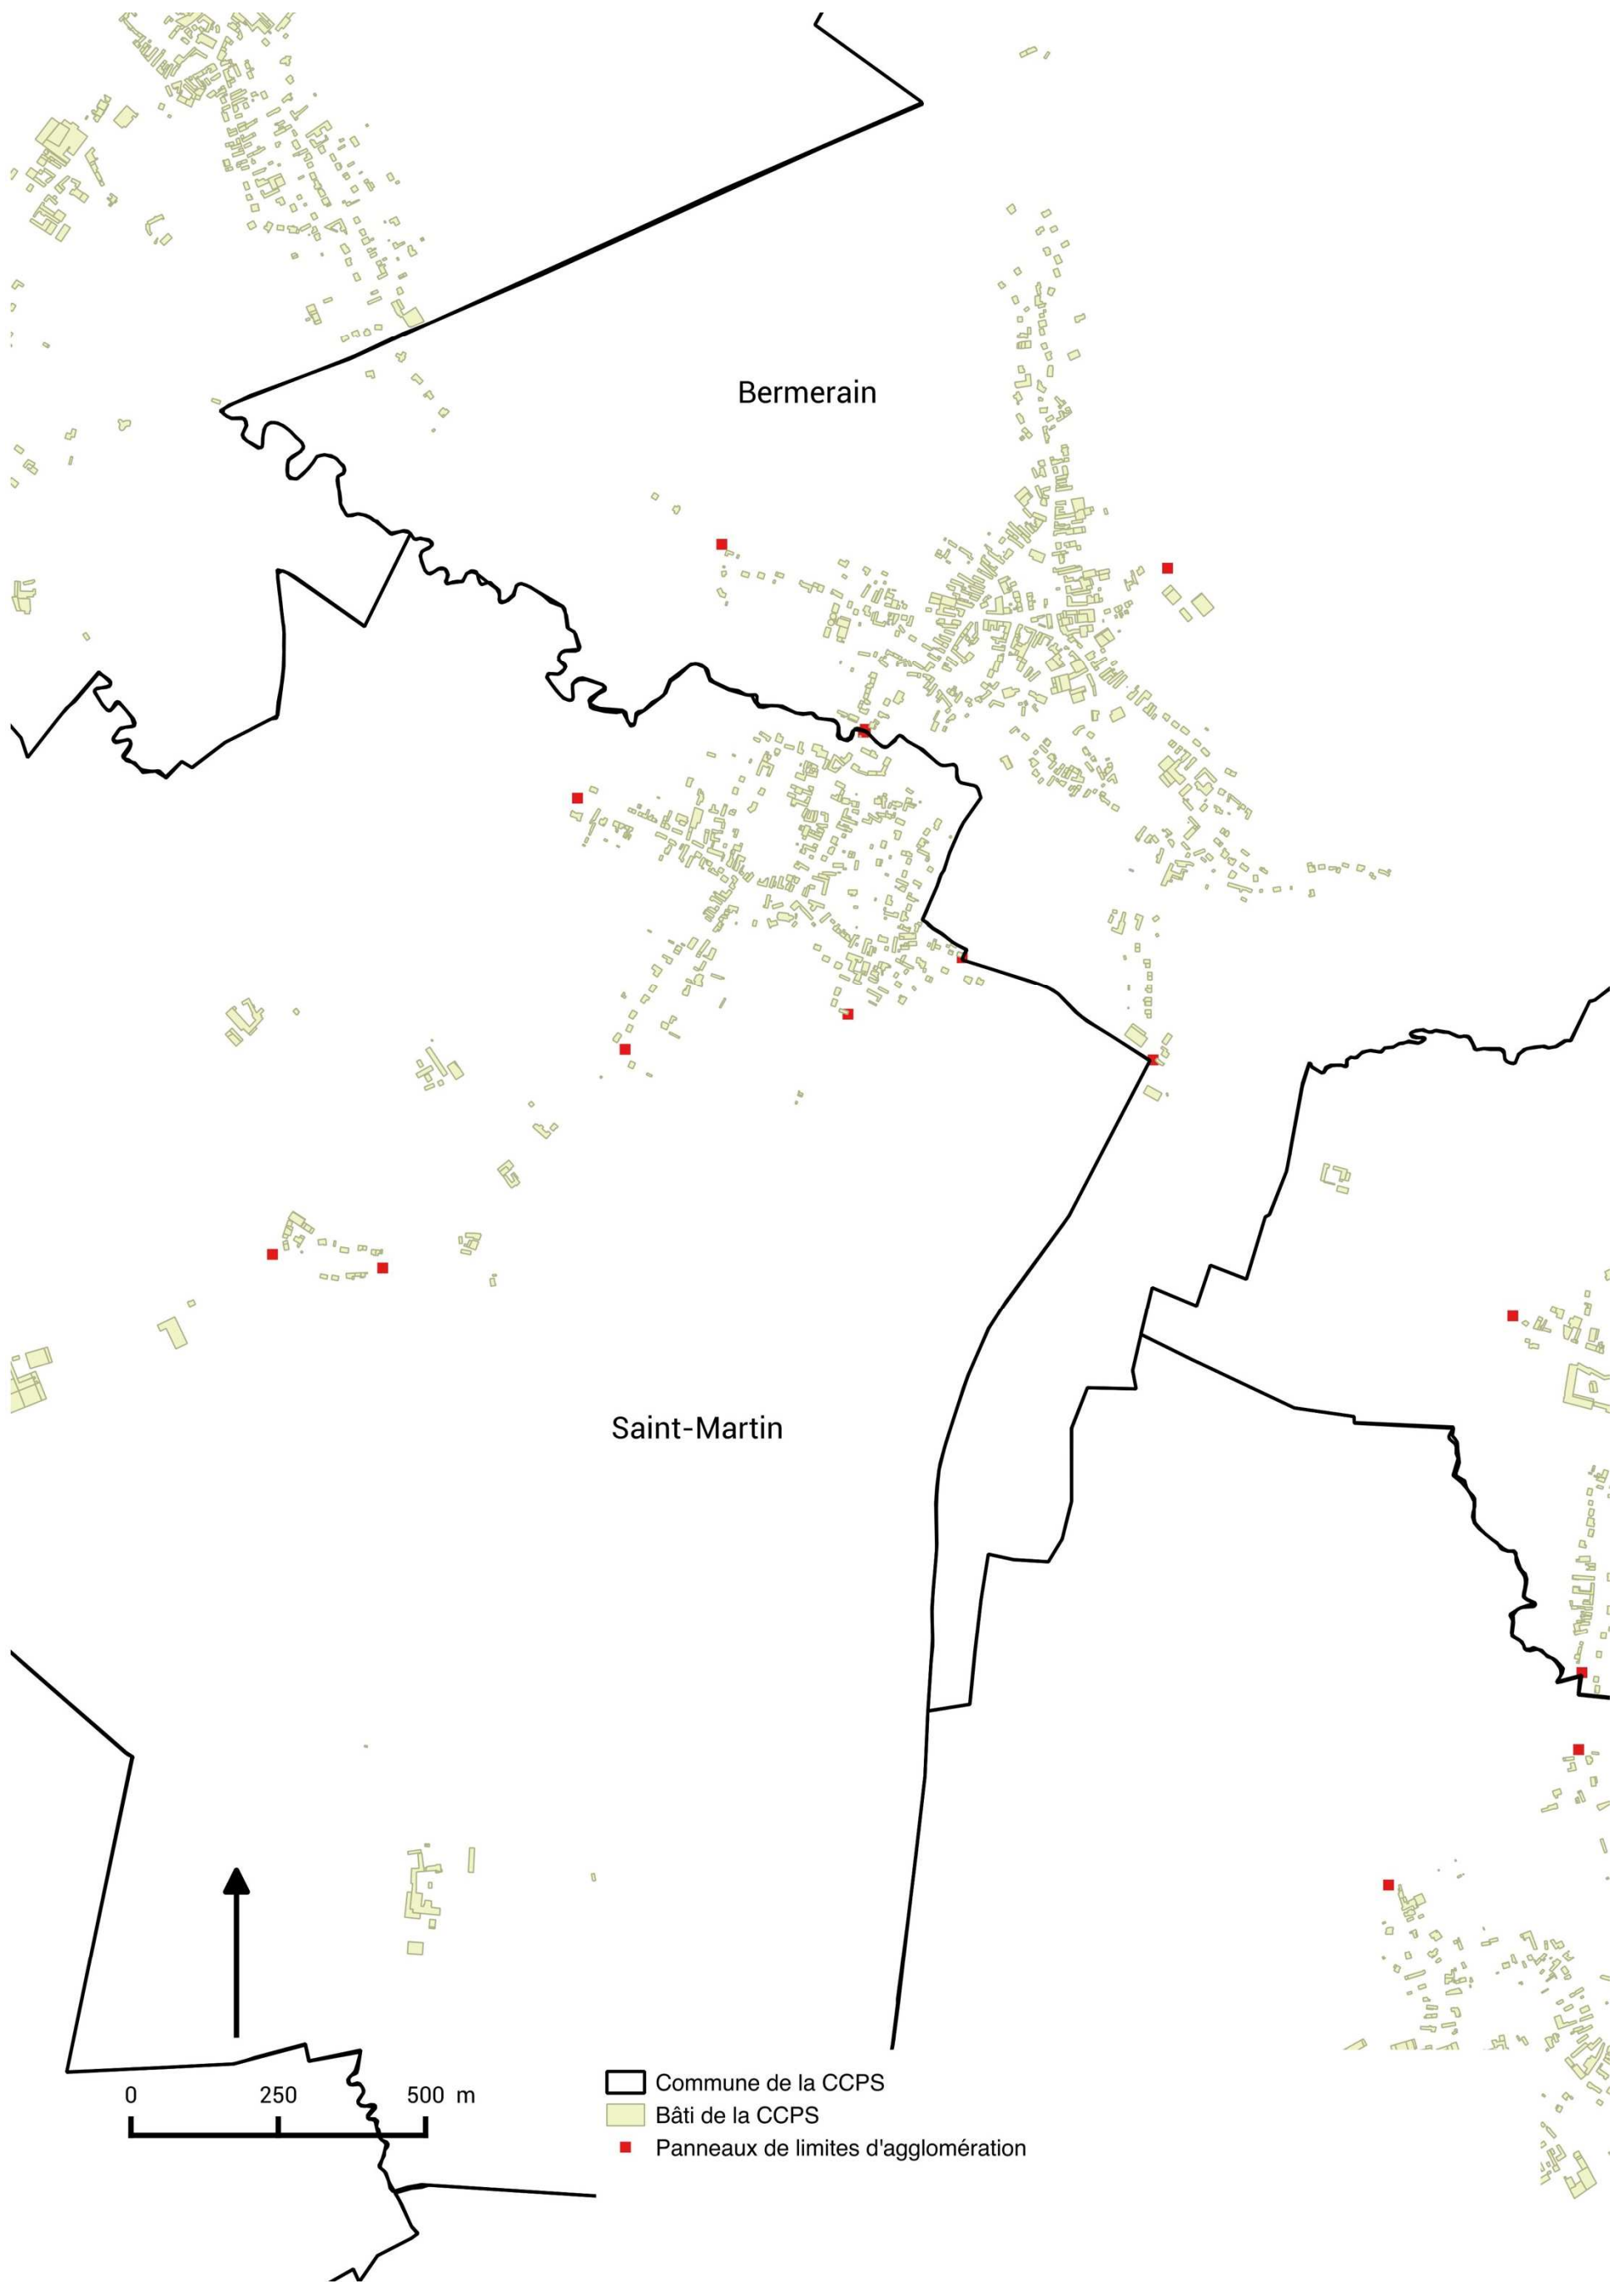 Bermerain
Saint-Martin
0 250 500 m
Commune de la CCPS
Bâti de la CCPS
Panneaux de limites d'agglomération